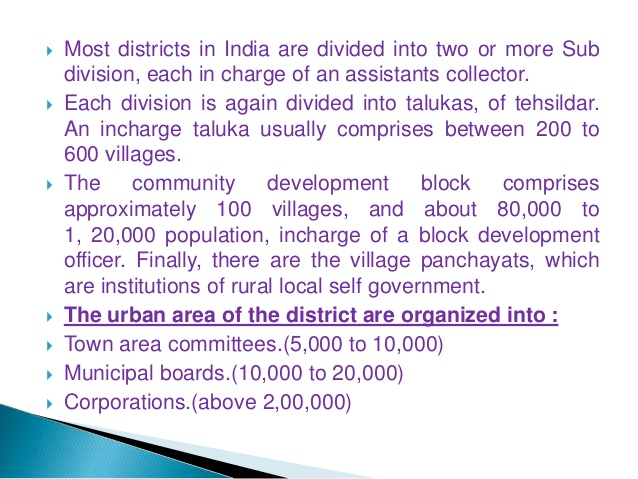 Most districts in India are divided into two or more Sub
division, each in charge of an assistants collector.
Each division is again divided into talukas, of tehsildar.
An incharge taluka usually comprises between 200 to
600 villages.
The community development block comprises
approximately 100 villages, and about 80,000 to
1, 20,000 population, incharge of a block development
officer. Finally, there are the village panchayats, which
are institutions of rural local self government.
The urban area of the district are organized into :
Town area committees.(5,000 to 10,000)
Municipal boards.(10,000 to 20,000)
Corporations.(above 2,00,000)